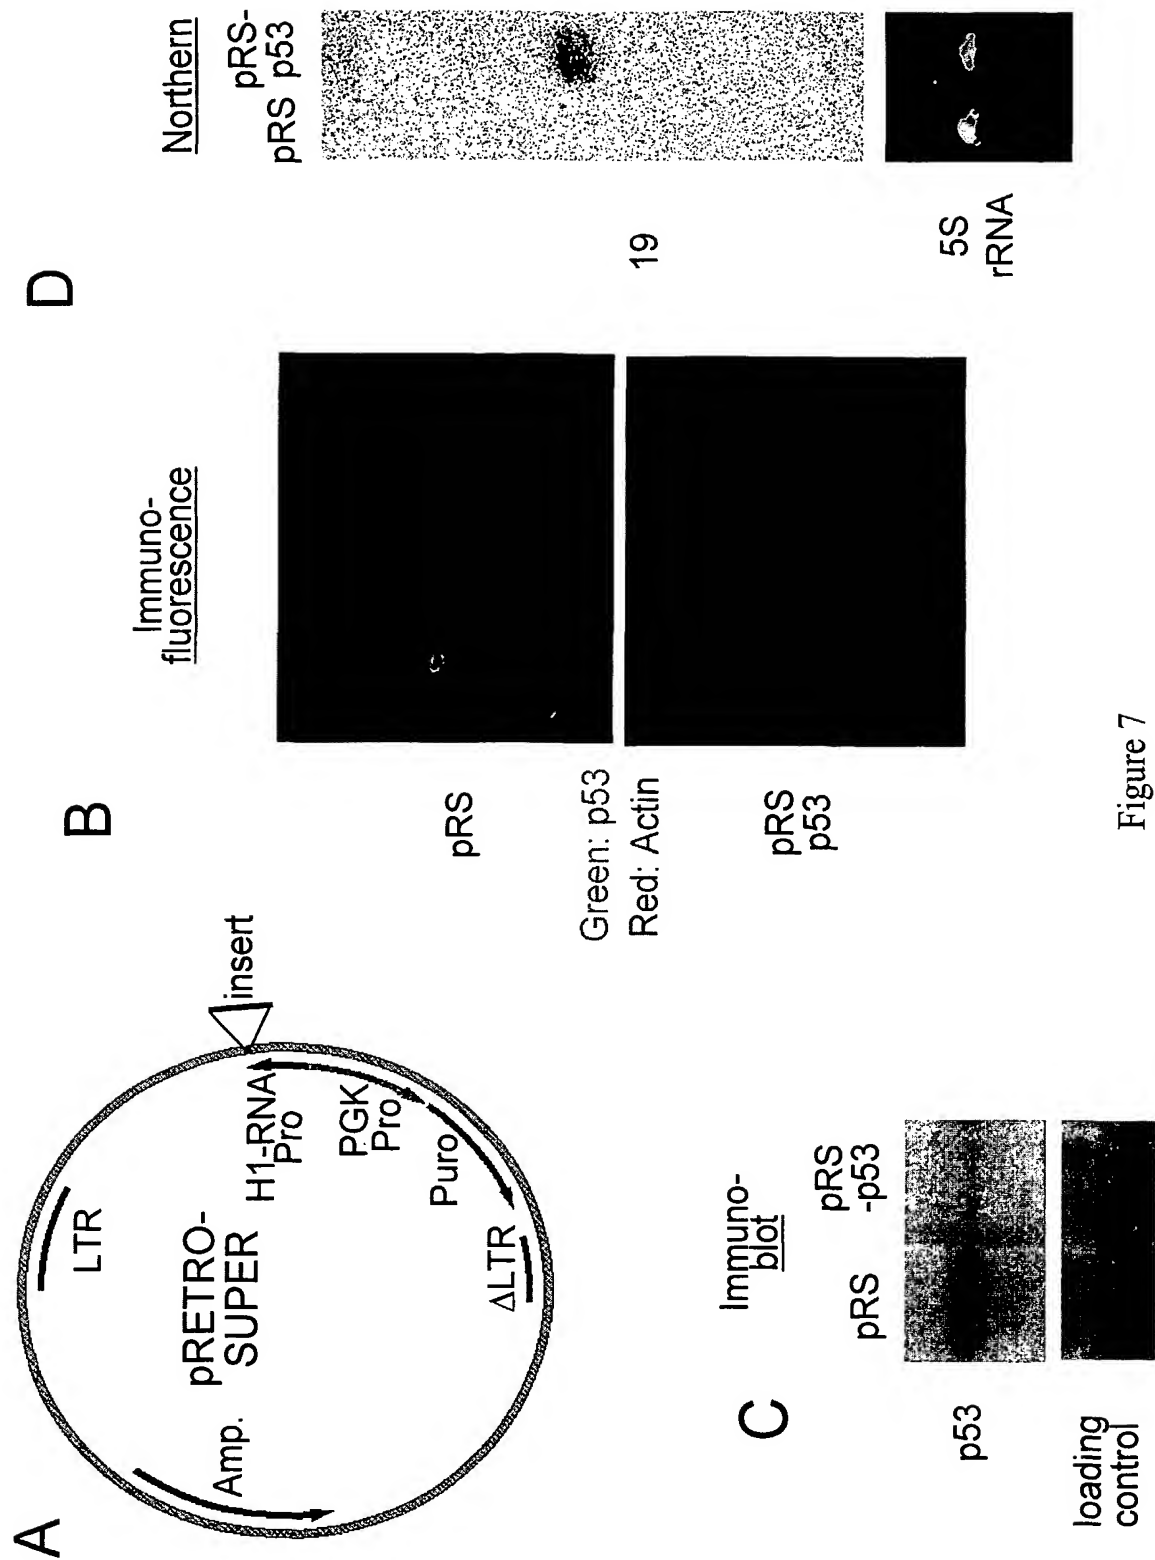 A
LTR
Amp.
pRETRO-
SUPER
H1-RNA
Pro
insert
PGK
Pro
Puro
ΔLTR
B
Immuno-
fluorescence
pRS
Green: p53
Red: Actin
pRS
p53
C
Immuno-
blot
pRS
pRS
-p53
p53
loading
control
D
Northern
pRS
pRS-
p53
19
5S
rRNA
Figure 7